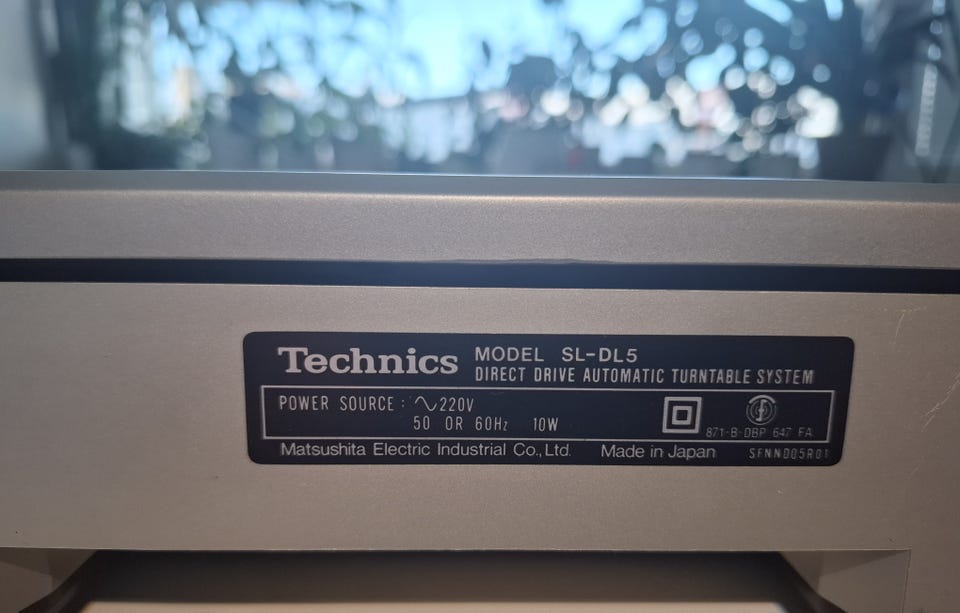 Technics MODEL SL-DL5
DIRECT DRIVE AUTOMATIC TURNTABLE SYSTEM
POWER SOURCE : ∿220V
50 OR 60Hz 10W
871-B-DBP 647 FA
Matsushita Electric Industrial Co., Ltd. Made in Japan SFNND05R01